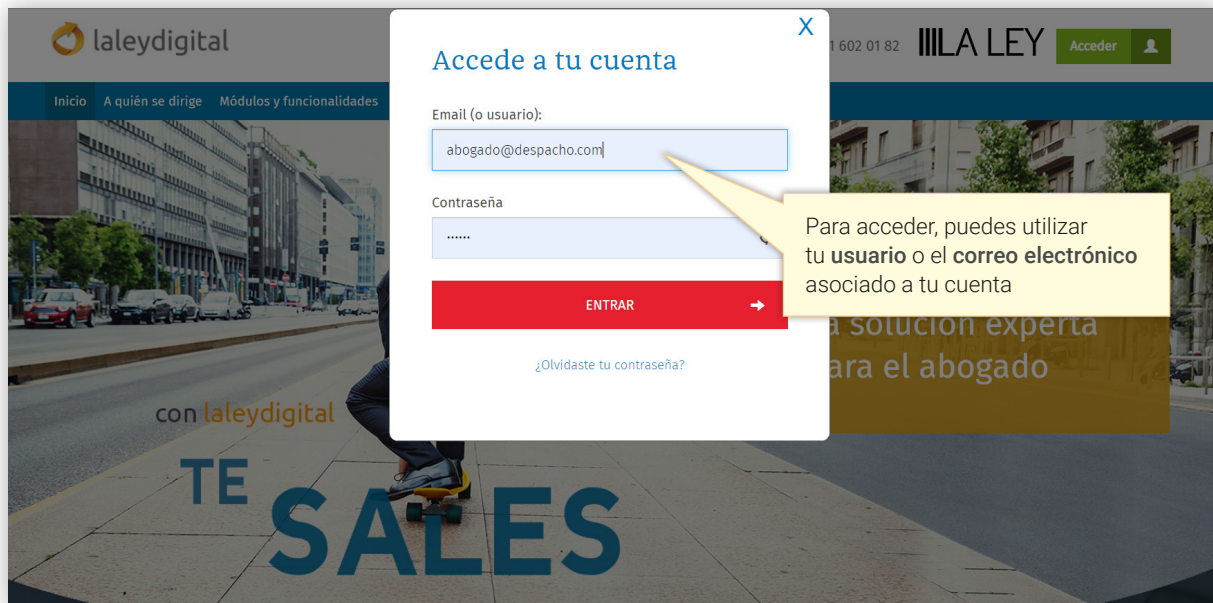 laleydigital
X
1 602 01 82
LA LEY
Acceder
Inicio A quién se dirige Módulos y funcionalidades
Accede a tu cuenta
Email (o usuario):
abogado@despacho.com
Contraseña
••••••
Para acceder, puedes utilizar
tu usuario o el correo electrónico
asociado a tu cuenta
ENTRAR
¿Olvidaste tu contraseña?
a solución experta
ara el abogado
con laleydigital
TE
SALES